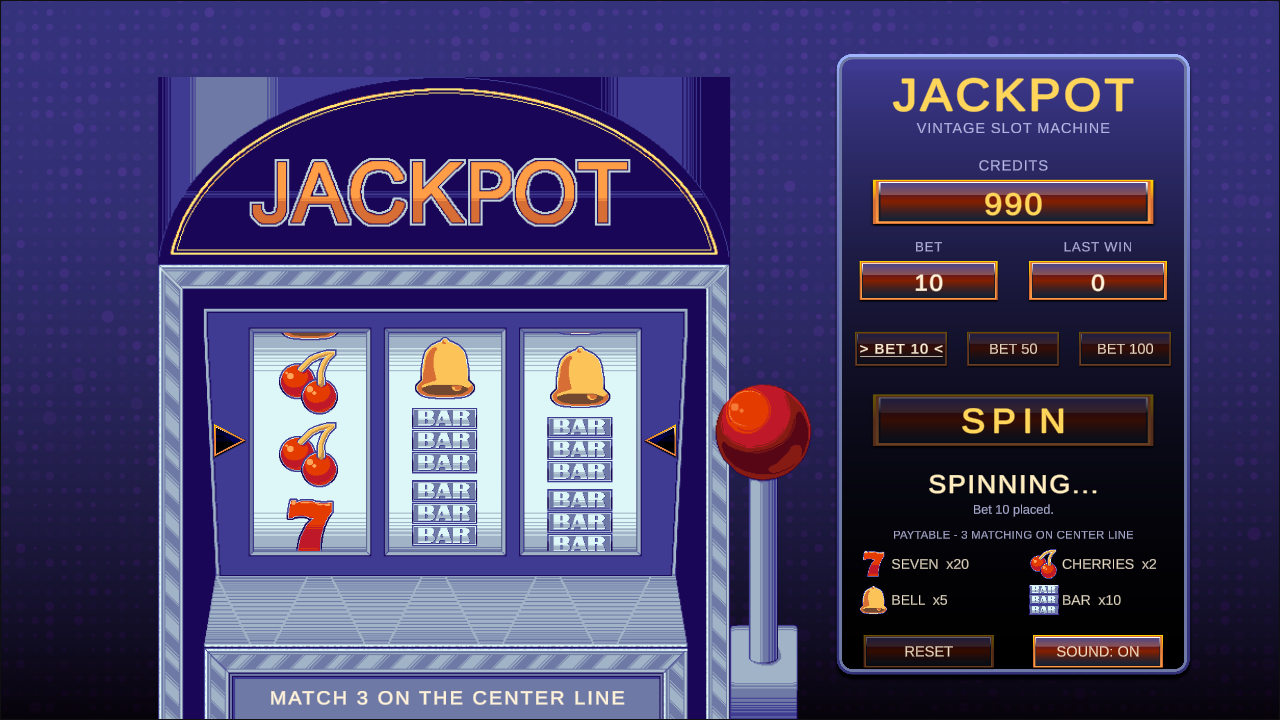 JACKPOT
BAR
BAR
BAR
BAR
BAR
BAR
BAR
BAR
BAR
BAR
BAR
BAR
7
MATCH 3 ON THE CENTER LINE
JACKPOT
VINTAGE SLOT MACHINE
CREDITS
990
BET LAST WIN
10 0
> BET 10 < BET 50 BET 100
SPIN
SPINNING...
Bet 10 placed.
PAYTABLE - 3 MATCHING ON CENTER LINE
7 SEVEN x20 CHERRIES x2
BELL x5 BAR BAR BAR BAR x10
RESET SOUND: ON